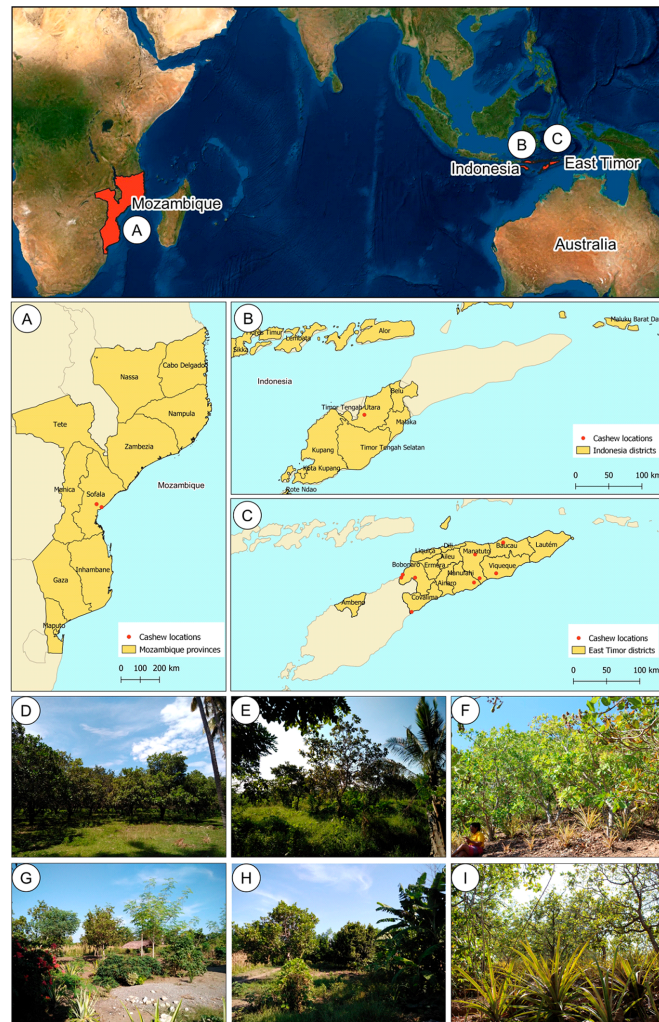 B
C
Indonesia
East Timor
Mozambique
A
Australia
A
Cabo Delgado
Nassa
Nampula
Tete
Zambezia
Menica
Sofala
Mozambique
Inhambane
Gaza
Maputo
Cashew locations
Mozambique provinces
0 100 200 km
B
Maluku Barat Da
Alor
Lembata
Sikka
Indonesia
Belu
Timor Tengah Utara
Malaka
Kupang
Timor Tengah Selatan
Kota Kupang
Rote Ndao
Cashew locations
Indonesia districts
0 50 100 km
C
Dili
Baucau
Lautém
Liquiça
Manatuto
Aileu
Bobonaro
Ermera
Viqueque
Manufahi
Ainaro
Ambeno
Covalima
Cashew locations
East Timor districts
0 50 100 km
D
E
F
G
H
I